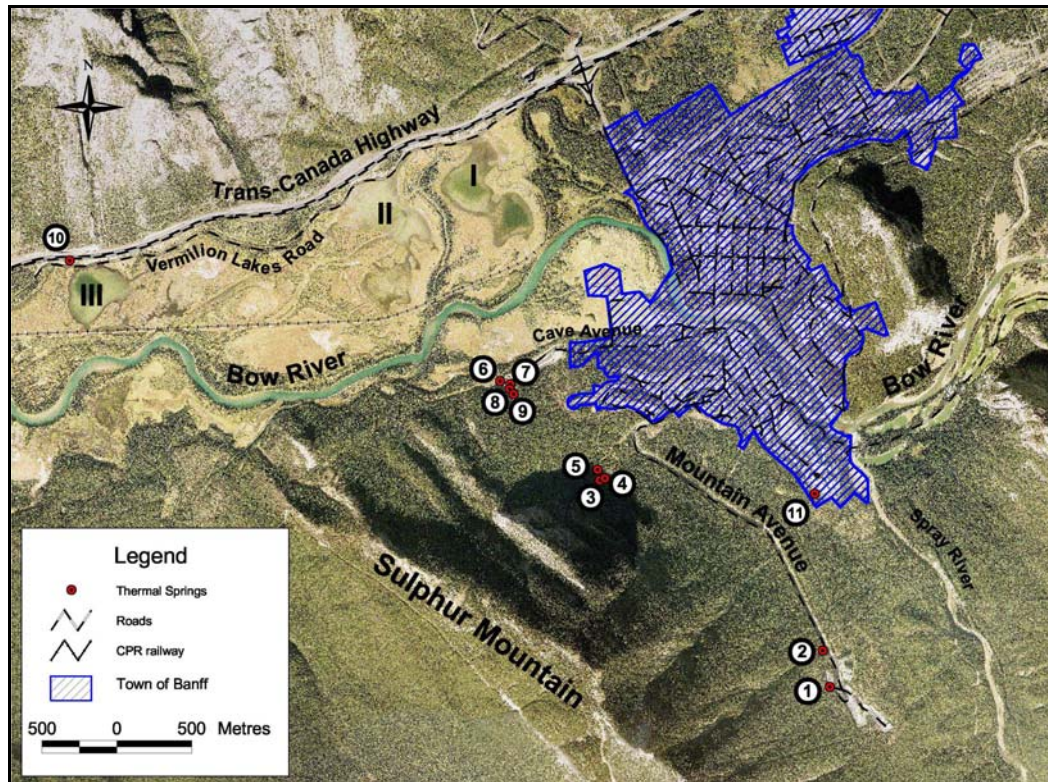 N
Trans-Canada Highway
I
II
10
Vermilion Lakes Road
III
Bow River
Cave Avenue
Bow River
6
7
8
9
5
4
3
Mountain Avenue
11
Spray River
Sulphur Mountain
2
1
Legend
Thermal Springs
Roads
CPR railway
Town of Banff
500 0 500 Metres